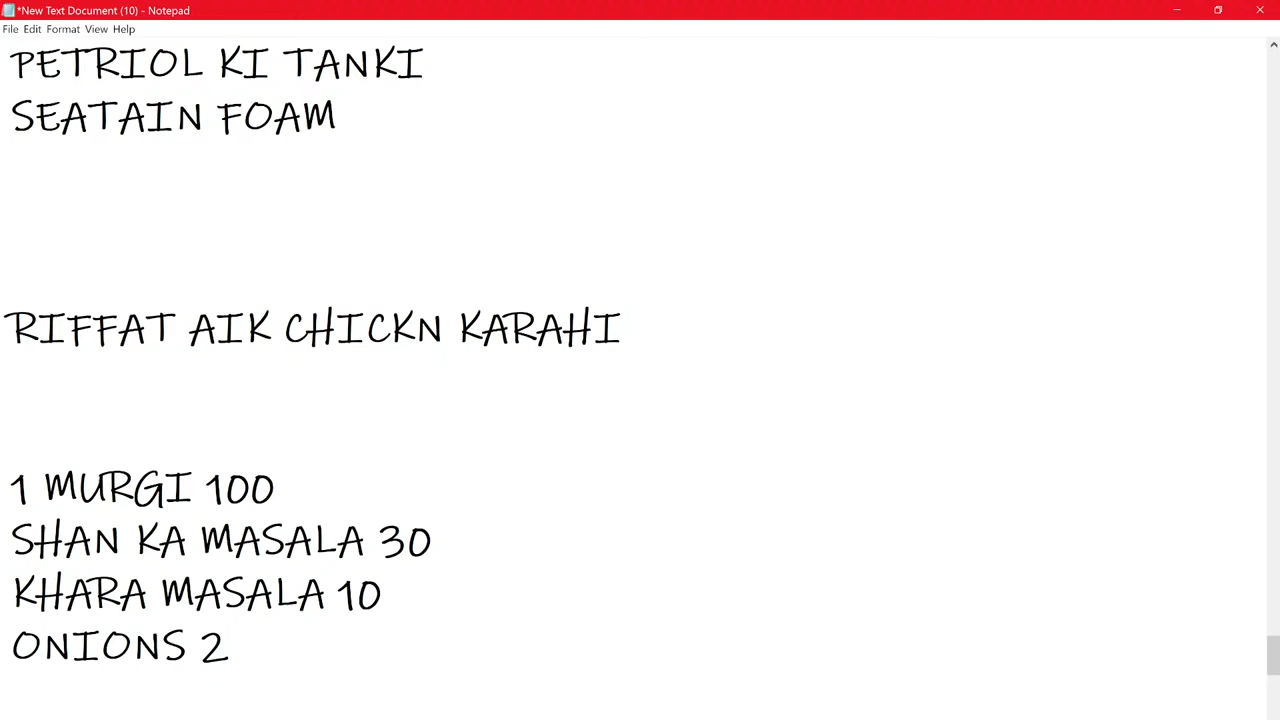 *New Text Document (10) - Notepad
File Edit Format View Help
PETRIOL KI TANKI
SEATAIN FOAM
RIFFAT AIK CHICKN KARAHI
1 MURGI 100
SHAN KA MASALA 30
KHARA MASALA 10
ONIONS 2